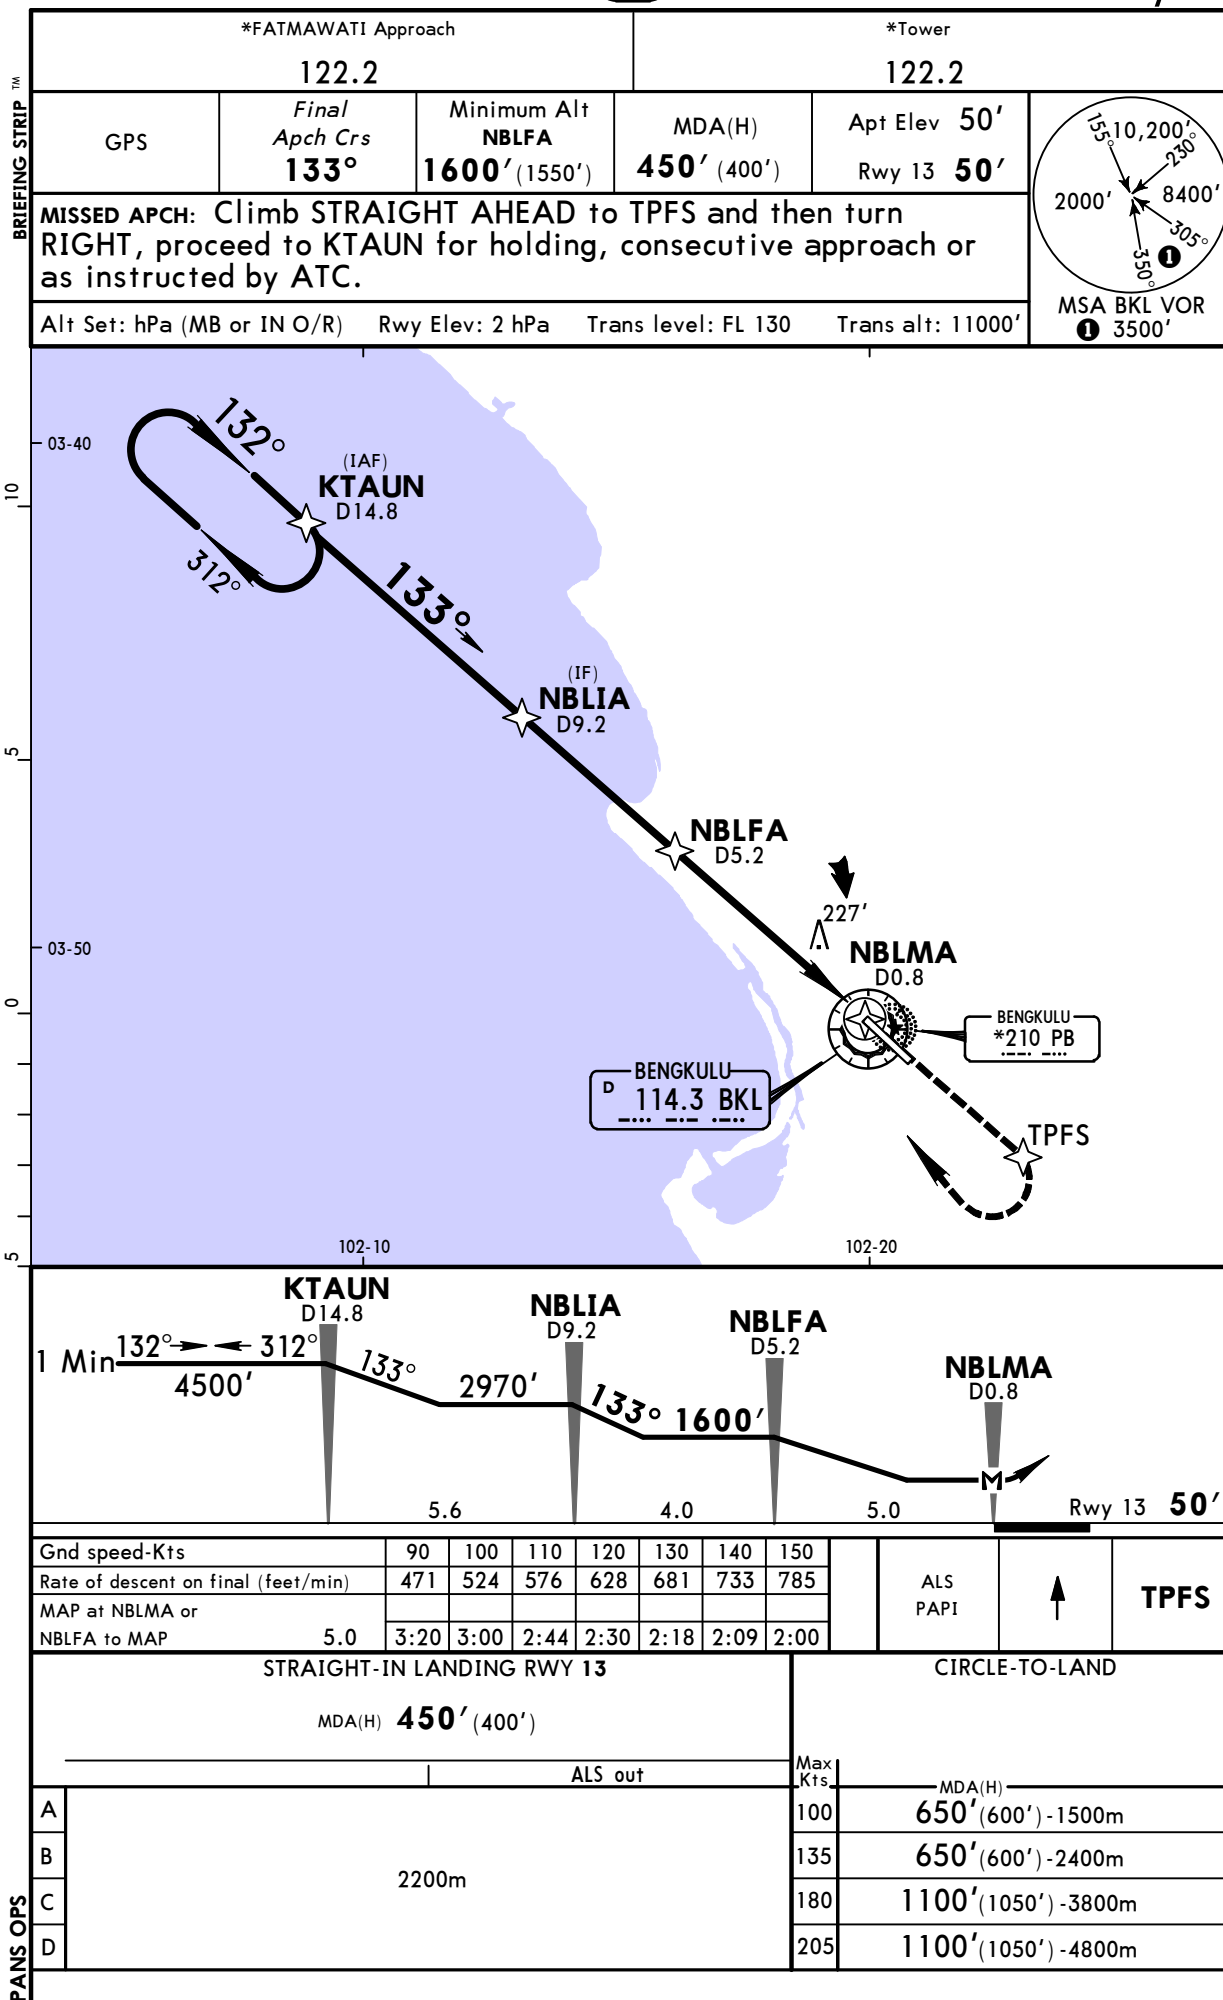 *FATMAWATI Approach
122.2
*Tower
122.2
BRIEFING STRIP TM
GPS
Final
Apch Crs
133°
Minimum Alt
NBLFA
1600' (1550')
MDA(H)
450' (400')
Apt Elev 50'
Rwy 13 50'
MISSED APCH: Climb STRAIGHT AHEAD to TPFS and then turn
RIGHT, proceed to KTAUN for holding, consecutive approach or
as instructed by ATC.
Alt Set: hPa (MB or IN O/R) Rwy Elev: 2 hPa Trans level: FL 130 Trans alt: 11000'
155°
10,200'
230°
2000'
8400'
305°
1
350°
MSA BKL VOR
1 3500'
03-40
132°
(IAF)
KTAUN
D14.8
10
312°
133°
(IF)
NBLIA
D9.2
5
NBLFA
D5.2
227'
03-50
NBLMA
D0.8
0
BENGKULU
*210 PB
BENGKULU
D 114.3 BKL
TPFS
102-10
102-20
5
KTAUN
D14.8
NBLIA
D9.2
NBLFA
D5.2
NBLMA
D0.8
1 Min
132°
312°
4500'
133°
2970'
133°
1600'
M
5.6
4.0
5.0
Rwy 13 50'
Gnd speed-Kts 90 100 110 120 130 140 150
Rate of descent on final (feet/min) 471 524 576 628 681 733 785
MAP at NBLMA or
NBLFA to MAP 5.0 3:20 3:00 2:44 2:30 2:18 2:09 2:00
ALS
PAPI
TPFS
STRAIGHT-IN LANDING RWY 13
MDA(H) 450' (400')
ALS out
CIRCLE-TO-LAND
Max
Kts
MDA(H)
A
B
C
D
2200m
100 650' (600') -1500m
135 650' (600') -2400m
180 1100' (1050') -3800m
205 1100' (1050') -4800m
PANS OPS